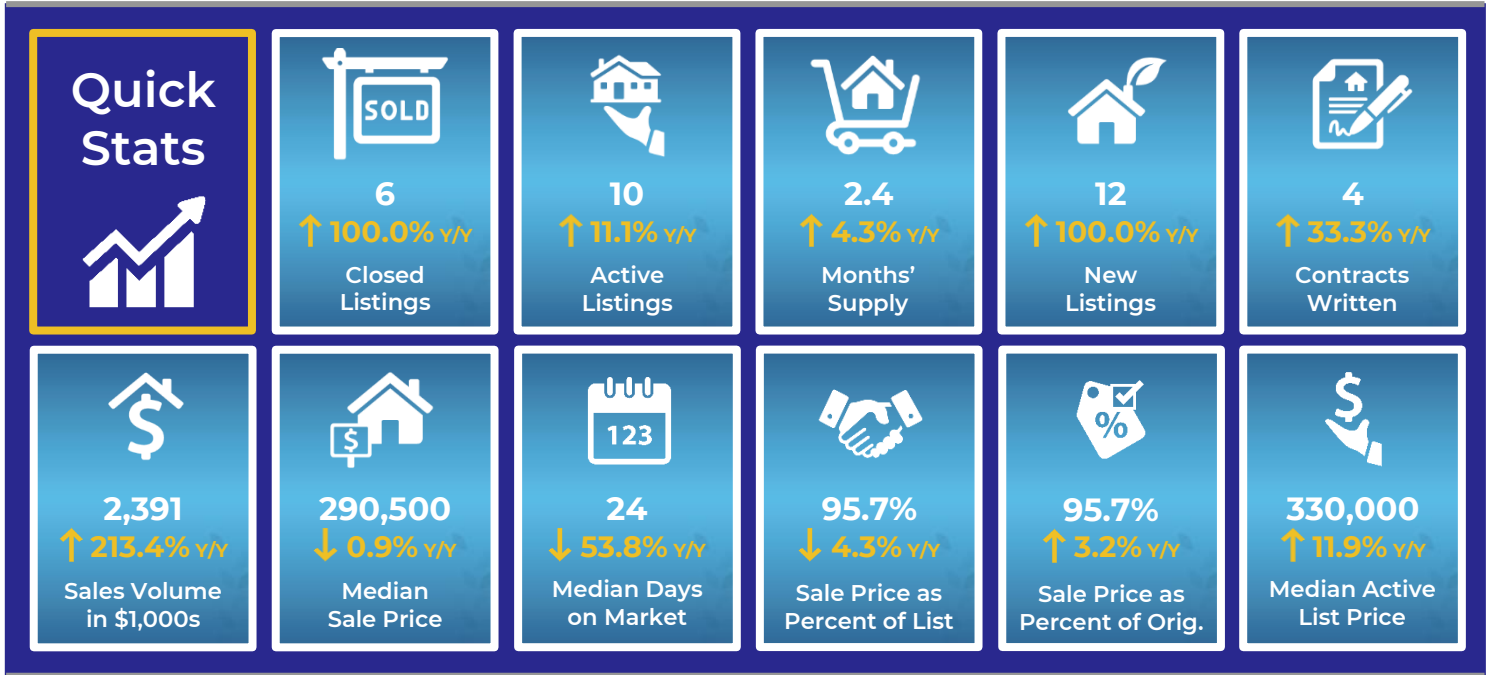 Quick
Stats
SOLD
6
↑ 100.0% Y/Y
Closed
Listings
10
↑ 11.1% Y/Y
Active
Listings
2.4
↑ 4.3% Y/Y
Months’
Supply
12
↑ 100.0% Y/Y
New
Listings
4
↑ 33.3% Y/Y
Contracts
Written
$
2,391
↑ 213.4% Y/Y
Sales Volume
in $1,000s
$
290,500
↓ 0.9% Y/Y
Median
Sale Price
123
24
↓ 53.8% Y/Y
Median Days
on Market
95.7%
↓ 4.3% Y/Y
Sale Price as
Percent of List
%
95.7%
↑ 3.2% Y/Y
Sale Price as
Percent of Orig.
$
330,000
↑ 11.9% Y/Y
Median Active
List Price